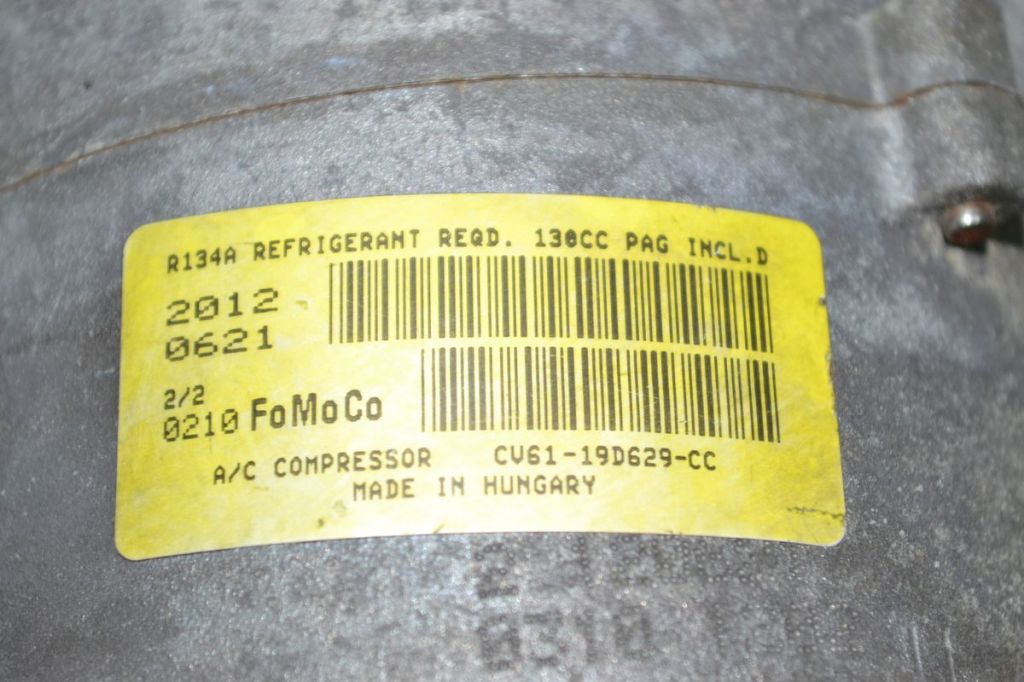 R134A REFRIGERANT REQD. 130CC PAG INCL.D
2012
0621
2/2
0210 FoMoCo
A/C COMPRESSOR CV61-19D629-CC
MADE IN HUNGARY